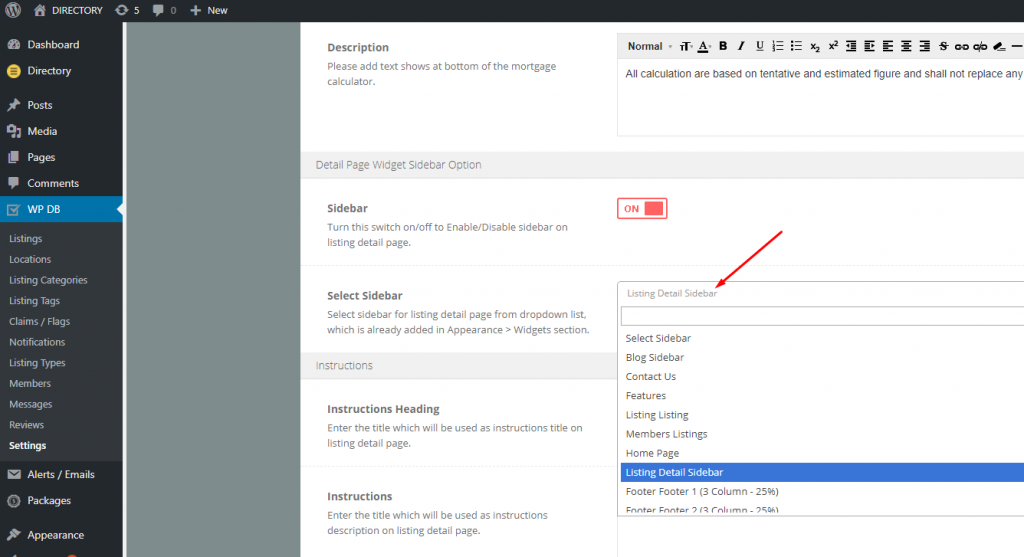 DIRECTORY 5 0 New
Dashboard
Directory
Posts
Media
Pages
Comments
WP DB
Listings
Locations
Listing Categories
Listing Tags
Claims / Flags
Notifications
Listing Types
Members
Messages
Reviews
Settings
Alerts / Emails
Packages
Appearance
Description
Please add text shows at bottom of the mortgage
calculator.
Normal
All calculation are based on tentative and estimated figure and shall not replace any
Detail Page Widget Sidebar Option
Sidebar
Turn this switch on/off to Enable/Disable sidebar on
listing detail page.
ON
Select Sidebar
Select sidebar for listing detail page from dropdown list,
which is already added in Appearance > Widgets section.
Listing Detail Sidebar
Select Sidebar
Blog Sidebar
Contact Us
Features
Listing Listing
Members Listings
Home Page
Listing Detail Sidebar
Footer Footer 1 (3 Column - 25%)
Footer Footer 2 (3 Column - 25%)
Instructions
Instructions Heading
Enter the title which will be used as instructions title on
listing detail page.
Instructions
Enter the title which will be used as instructions
description on listing detail page.